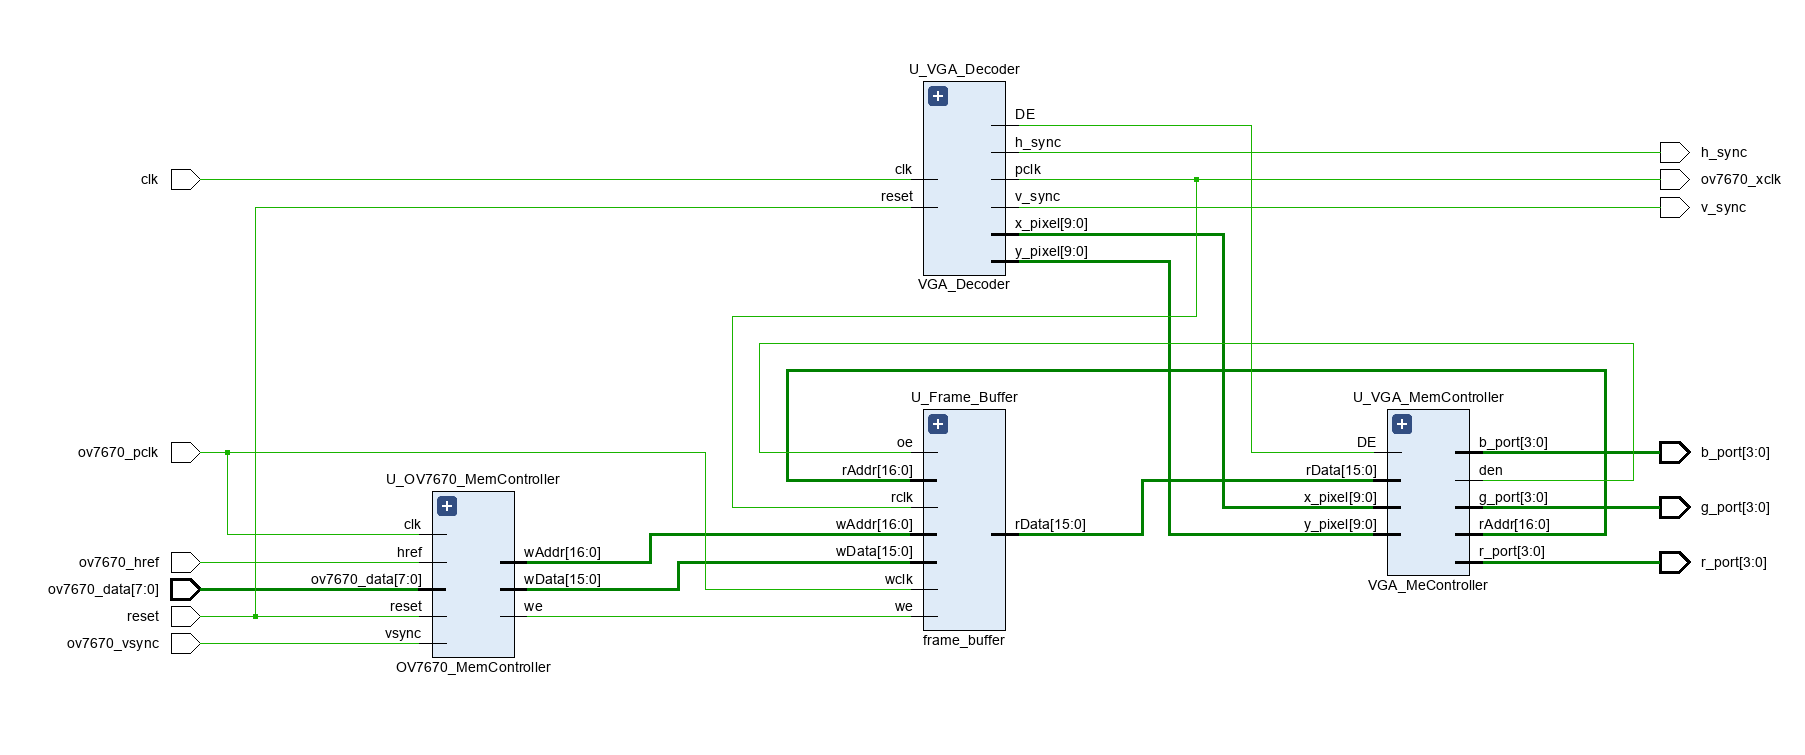 U_VGA_Decoder
DE
h_sync
h_sync
clk
clk
pclk
ov7670_xclk
reset
v_sync
v_sync
x_pixel[9:0]
y_pixel[9:0]
VGA_Decoder
U_Frame_Buffer
U_VGA_MemController
ov7670_pclk
oe
DE
b_port[3:0]
b_port[3:0]
rAddr[16:0]
rData[15:0]
den
U_OV7670_MemController
rclk
x_pixel[9:0]
g_port[3:0]
g_port[3:0]
clk
wAddr[16:0]
rData[15:0]
y_pixel[9:0]
rAddr[16:0]
ov7670_href
href
wAddr[16:0]
wData[15:0]
r_port[3:0]
r_port[3:0]
ov7670_data[7:0]
ov7670_data[7:0]
wData[15:0]
wclk
VGA_MeController
reset
reset
we
we
ov7670_vsync
vsync
frame_buffer
OV7670_MemController